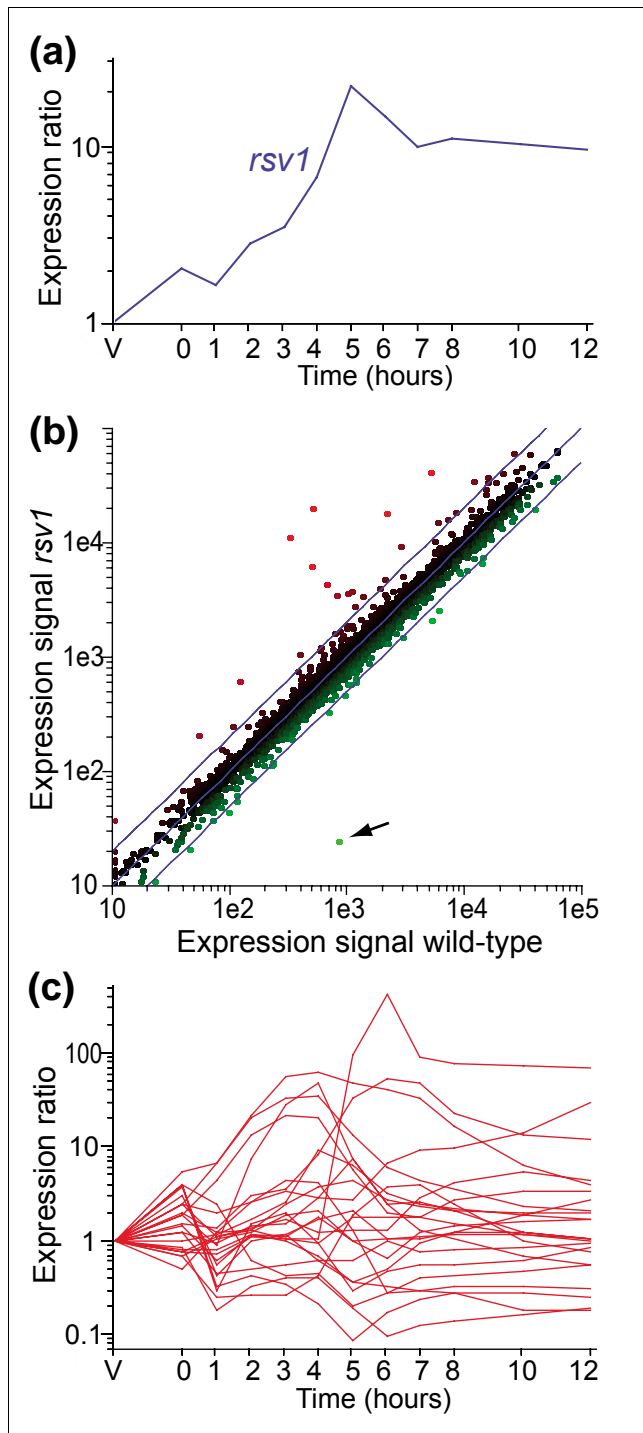 (a)
Expression ratio
10
1
rsv1
V 0 1 2 3 4 5 6 7 8 10 12
Time (hours)
(b)
Expression signal rsv1
1e4
1e3
1e2
10
10 1e2 1e3 1e4 1e5
Expression signal wild-type
(c)
Expression ratio
100
10
1
0.1
V 0 1 2 3 4 5 6 7 8 10 12
Time (hours)